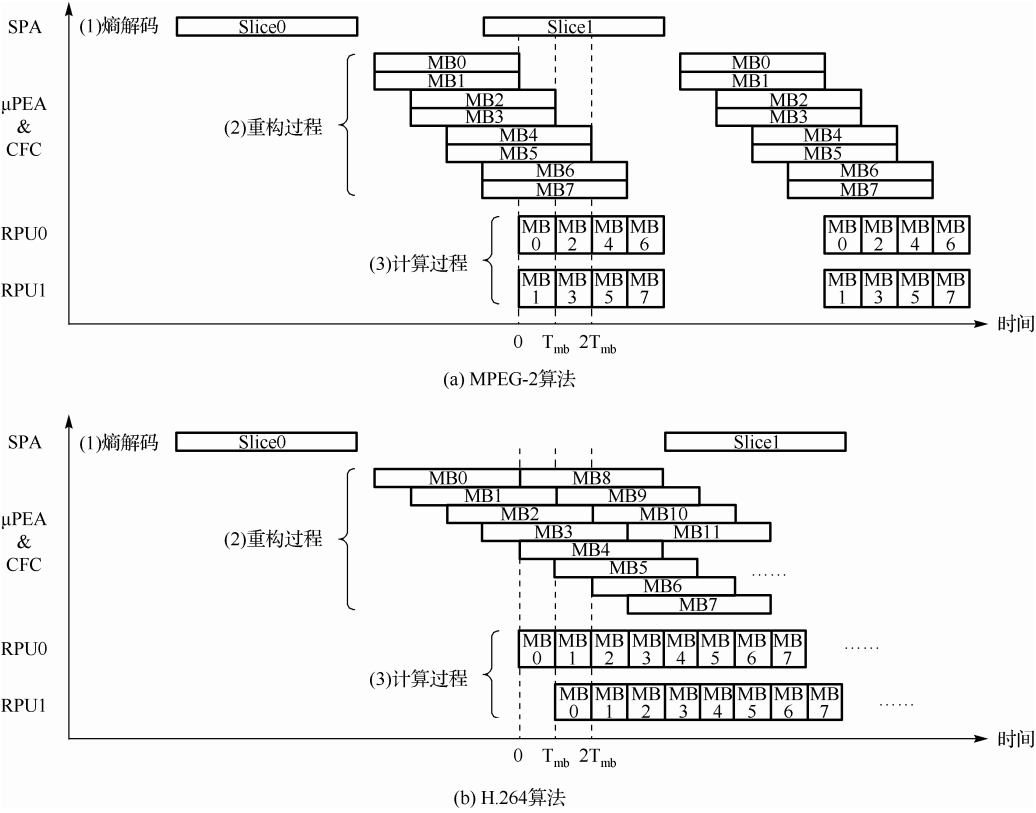 SPA (1)熵解码 Slice0 Slice1
MB0 MB0
MB1 MB1
MB2 MB2
μPEA MB3 MB3
& (2)重构过程 MB4 MB4
CFC MB5 MB5
MB6 MB6
MB7 MB7
RPU0 MB 0 MB 2 MB 4 MB 6 MB 0 MB 2 MB 4 MB 6
(3)计算过程
RPU1 MB 1 MB 3 MB 5 MB 7 MB 1 MB 3 MB 5 MB 7
时间
0 Tmb 2Tmb
(a) MPEG-2算法
SPA (1)熵解码 Slice0 Slice1
MB0 MB8
MB1 MB9
μPEA MB2 MB10
& (2)重构过程 MB3 MB11
CFC MB4
MB5 ……
MB6
MB7
RPU0 MB 0 MB 1 MB 2 MB 3 MB 4 MB 5 MB 6 MB 7 ……
(3)计算过程
RPU1 MB 0 MB 1 MB 2 MB 3 MB 4 MB 5 MB 6 MB 7 ……
时间
0 Tmb 2Tmb
(b) H.264算法